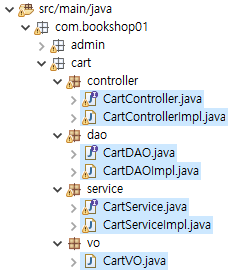 src/main/java
com.bookshop01
admin
cart
controller
CartController.java
CartControllerImpl.java
dao
CartDAO.java
CartDAOImpl.java
service
CartService.java
CartServiceImpl.java
vo
CartVO.java